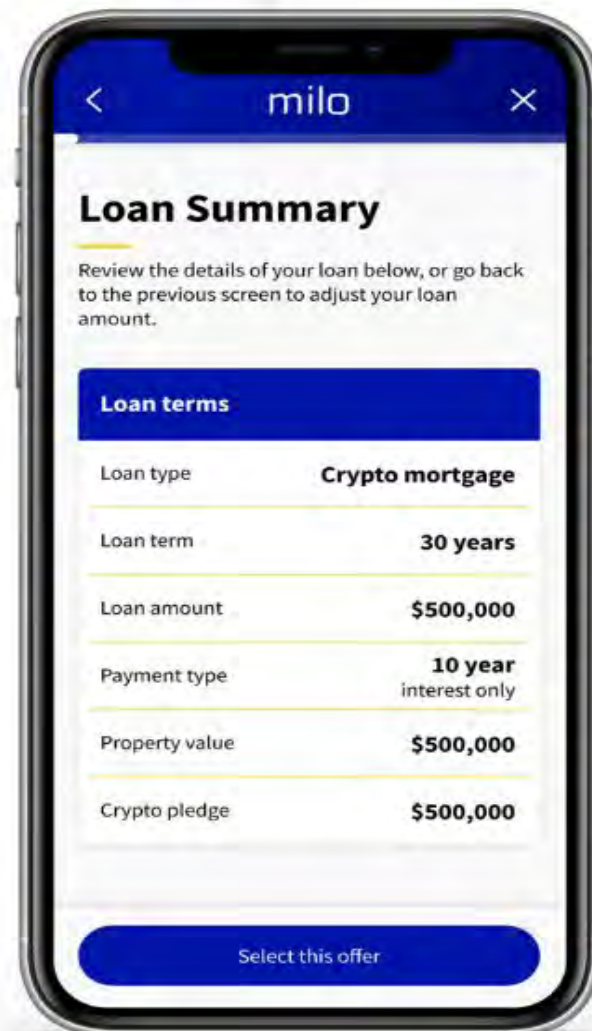 milo
Loan Summary
Review the details of your loan below, or go back
to the previous screen to adjust your loan
amount.
Loan terms
Loan type Crypto mortgage
Loan term 30 years
Loan amount $500,000
Payment type 10 year
interest only
Property value $500,000
Crypto pledge $500,000
Select this offer